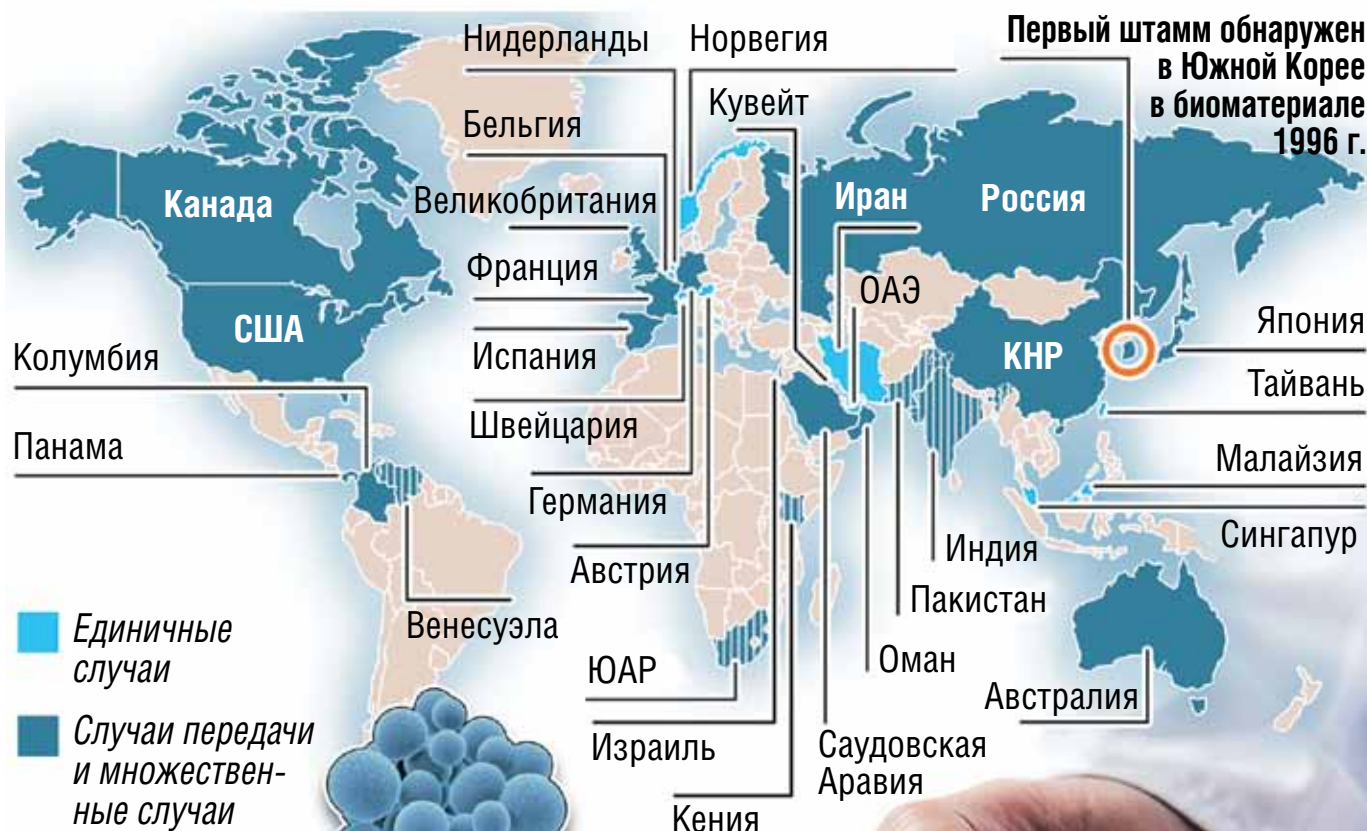 Нидерланды
Норвегия
Первый штамм обнаружен
в Южной Корее
в биоматериале
1996 г.
Кувейт
Бельгия
Канада
Великобритания
Иран
Россия
Франция
ОАЭ
США
Испания
КНР
Япония
Колумбия
Тайвань
Швейцария
Панама
Малайзия
Германия
Сингапур
Индия
Австрия
Пакистан
Венесуэла
Единичные
случаи
ЮАР
Оман
Австралия
Случаи передачи
и множествен-
ные случаи
Израиль
Саудовская
Аравия
Кения